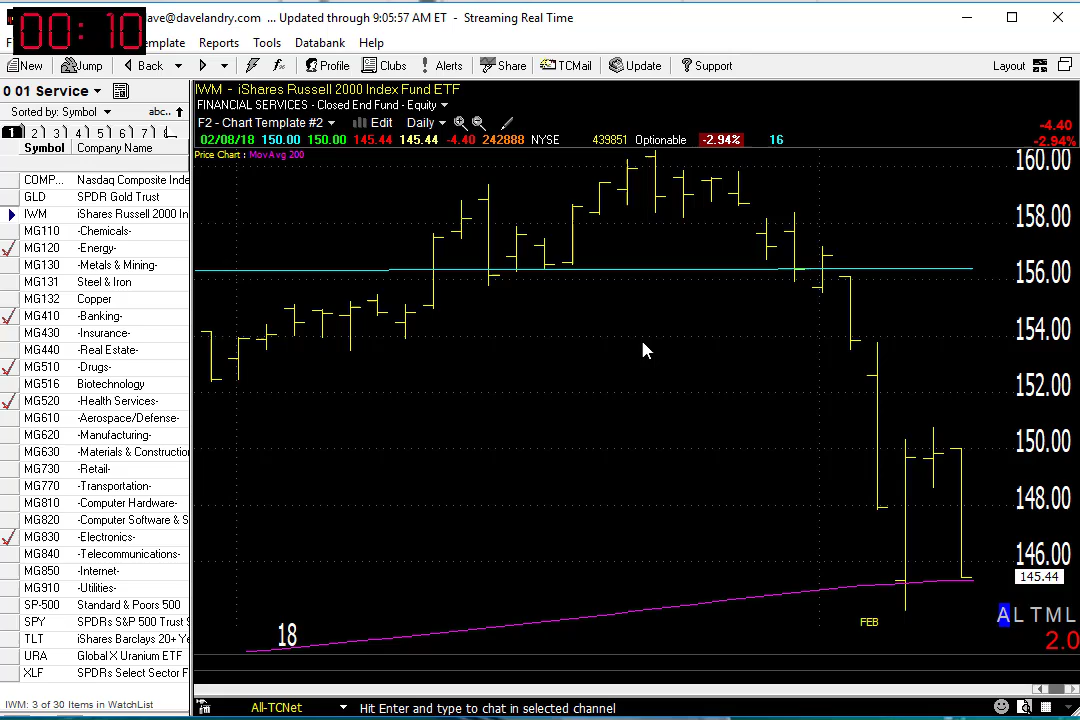 00:10
ave@davelandry.com ... Updated through 9:05:57 AM ET - Streaming Real Time
F emplate Reports Tools Databank Help
New Jump Back Profile Clubs Alerts Share TCMail Update Support Layout
0 01 Service
Sorted by: Symbol abc..
1 2 3 4 5 6 7
Symbol Company Name
COMP... Nasdaq Composite Inde
GLD SPDR Gold Trust
IWM iShares Russell 2000 In
MG110 -Chemicals-
MG120 -Energy-
MG130 -Metals & Mining-
MG131 Steel & Iron
MG132 Copper
MG410 -Banking-
MG430 -Insurance-
MG440 -Real Estate-
MG510 -Drugs-
MG516 Biotechnology
MG520 -Health Services-
MG610 -Aerospace/Defense-
MG620 -Manufacturing-
MG630 -Materials & Constructio
MG730 -Retail-
MG770 -Transportation-
MG810 -Computer Hardware-
MG820 -Computer Software & S
MG830 -Electronics-
MG840 -Telecommunications-
MG850 -Internet-
MG910 -Utilities-
SP-500 Standard & Poors 500
SPY SPDRs S&P 500 Trust S
TLT iShares Barclays 20+ Ye
URA Global X Uranium ETF
XLF SPDRs Select Sector F
IWM: 3 of 30 Items in WatchList
IWM - iShares Russell 2000 Index Fund ETF
FINANCIAL SERVICES - Closed End Fund - Equity
F2 - Chart Template #2 Edit Daily
02/08/18 150.00 150.00 145.44 145.44 -4.40 242888 NYSE 439851 Optionable -2.94% 16
-4.40
-2.94%
Price Chart : MovAvg 200
160.00
158.00
156.00
154.00
152.00
150.00
148.00
146.00
145.44
A L T M L
2.0
18
FEB
All-TCNet Hit Enter and type to chat in selected channel